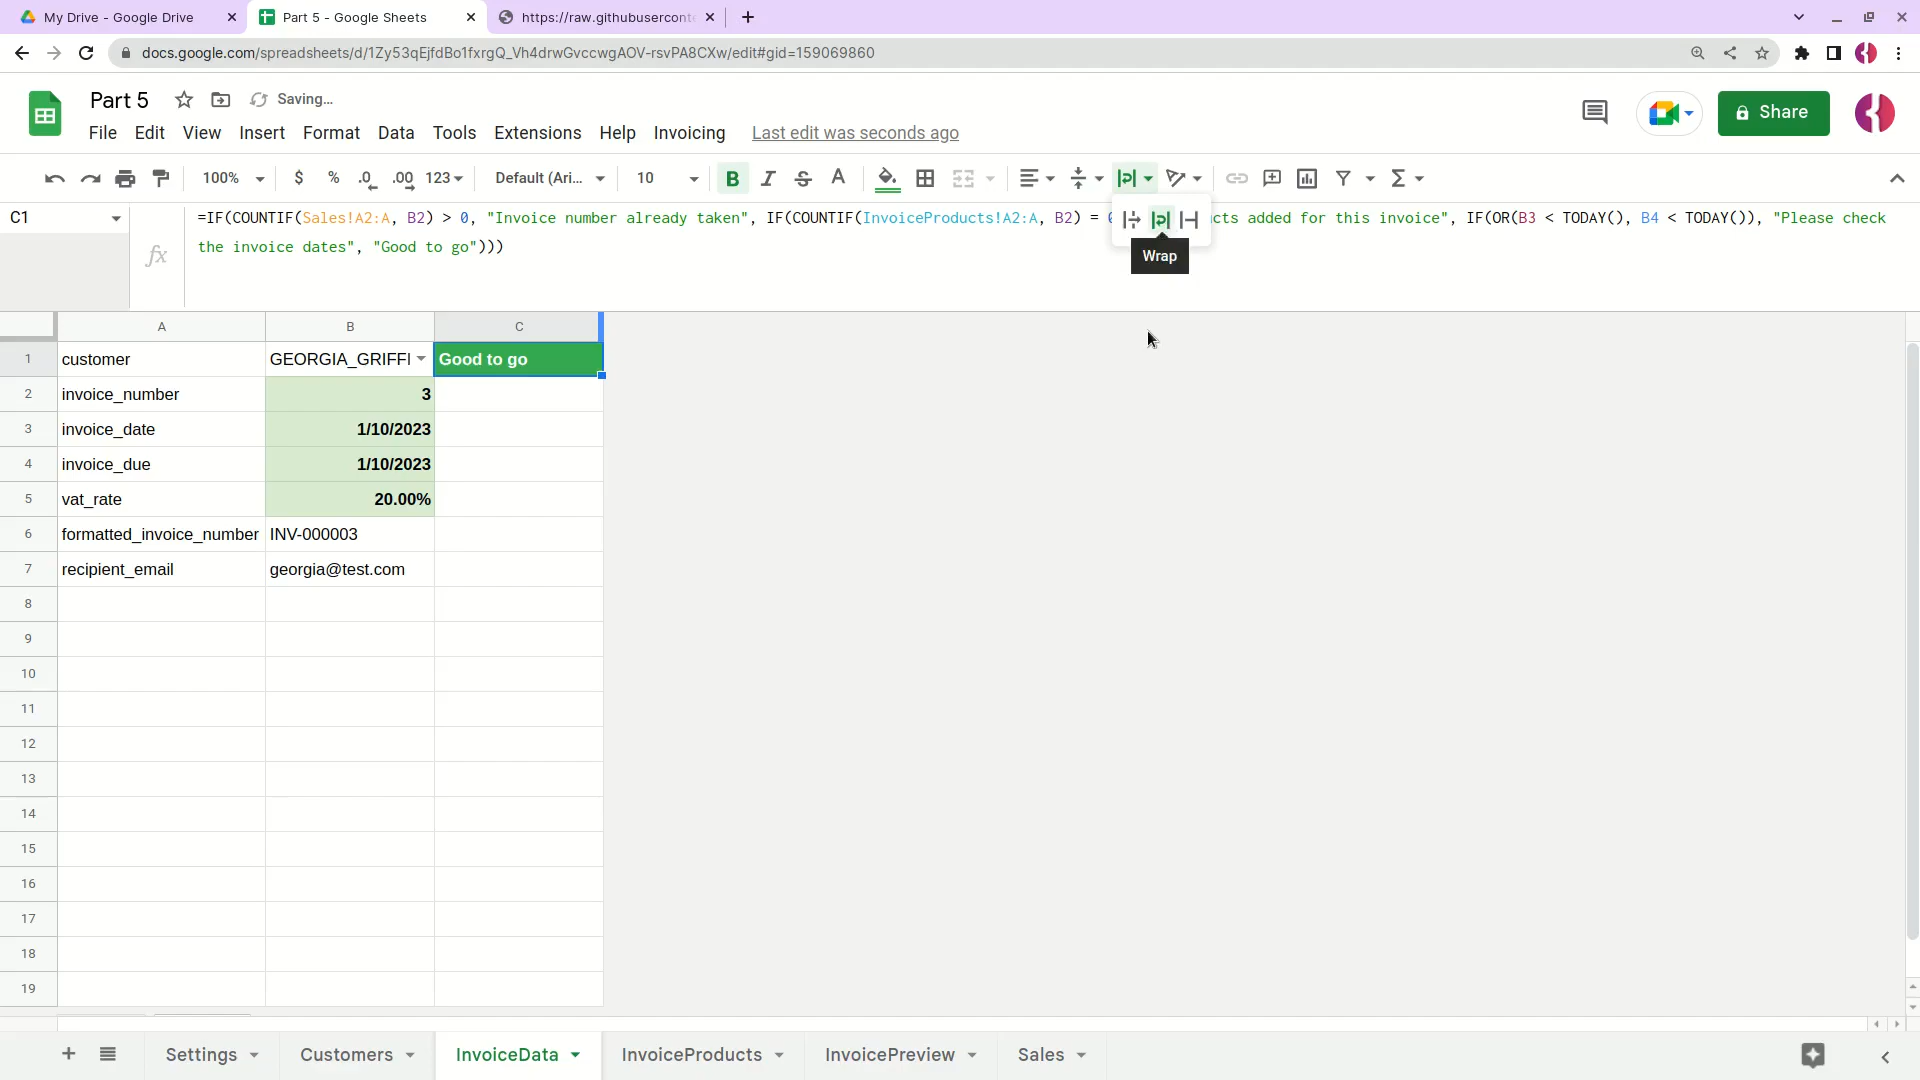 My Drive - Google Drive
Part 5 - Google Sheets
https://raw.githubuserconte
docs.google.com/spreadsheets/d/1Zy53qEjfdBo1fxrgQ_Vh4drwGvccwgAOV-rsvPA8CXw/edit#gid=159069860
Part 5
Saving...
File Edit View Insert Format Data Tools Extensions Help Invoicing Last edit was seconds ago
Share
100% $ % .0 .00 123 Default (Ari... 10 B I S A
C1
=IF(COUNTIF(Sales!A2:A, B2) > 0, "Invoice number already taken", IF(COUNTIF(InvoiceProducts!A2:A, B2) = 0 cts added for this invoice", IF(OR(B3 < TODAY(), B4 < TODAY()), "Please check
the invoice dates", "Good to go")))
fx
Wrap
A B C
1 customer GEORGIA_GRIFFI Good to go
2 invoice_number 3
3 invoice_date 1/10/2023
4 invoice_due 1/10/2023
5 vat_rate 20.00%
6 formatted_invoice_number INV-000003
7 recipient_email georgia@test.com
8
9
10
11
12
13
14
15
16
17
18
19
Settings Customers InvoiceData InvoiceProducts InvoicePreview Sales